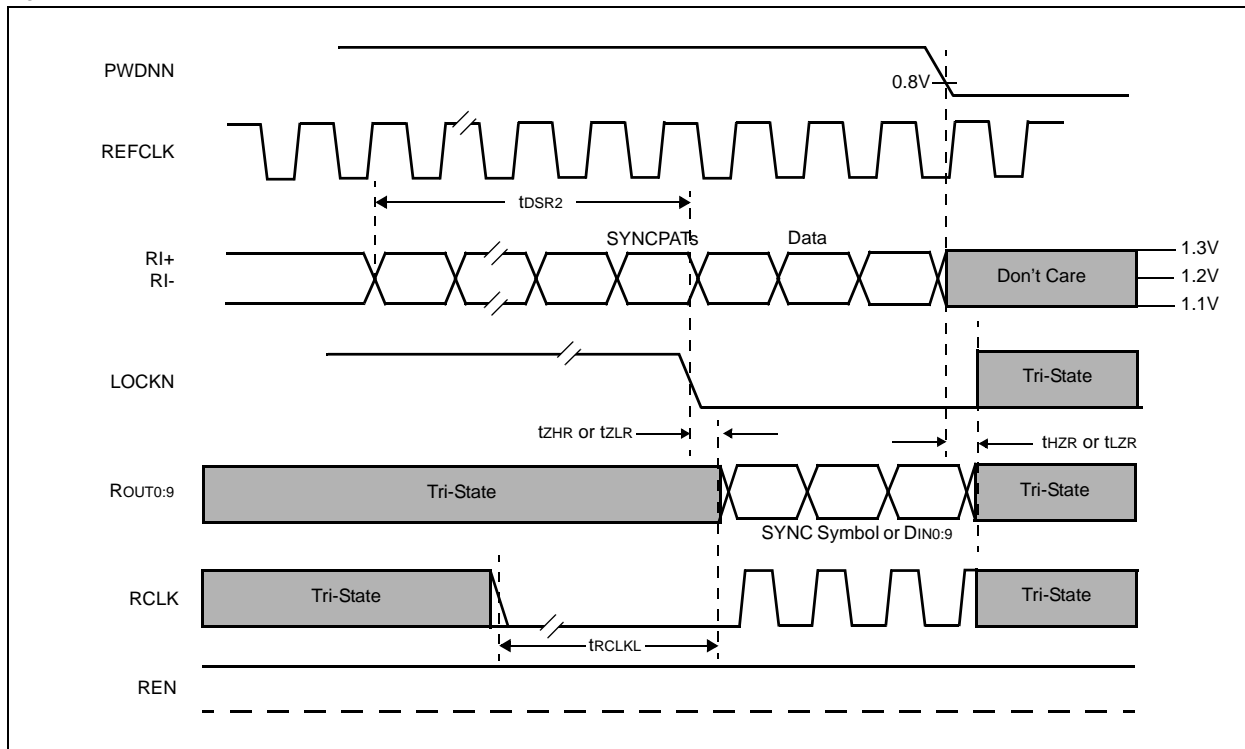 PWDNN
0.8V
REFCLK
tDSR2
SYNCPATs
Data
RI+
RI-
1.3V
Don't Care
1.2V
1.1V
LOCKN
Tri-State
tZHR or tZLR
tHZR or tLZR
ROUT0:9
Tri-State
Tri-State
SYNC Symbol or DIN0:9
RCLK
Tri-State
Tri-State
tRCLKL
REN